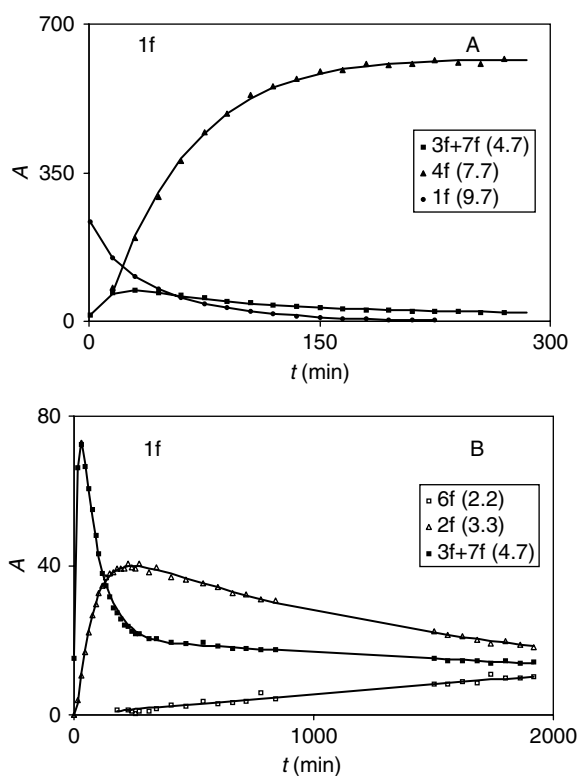 700
1f
A
3f+7f (4.7)
4f (7.7)
1f (9.7)
350
A
0
0
150
300
t (min)
80
1f
B
6f (2.2)
2f (3.3)
3f+7f (4.7)
40
A
0
0
1000
2000
t (min)